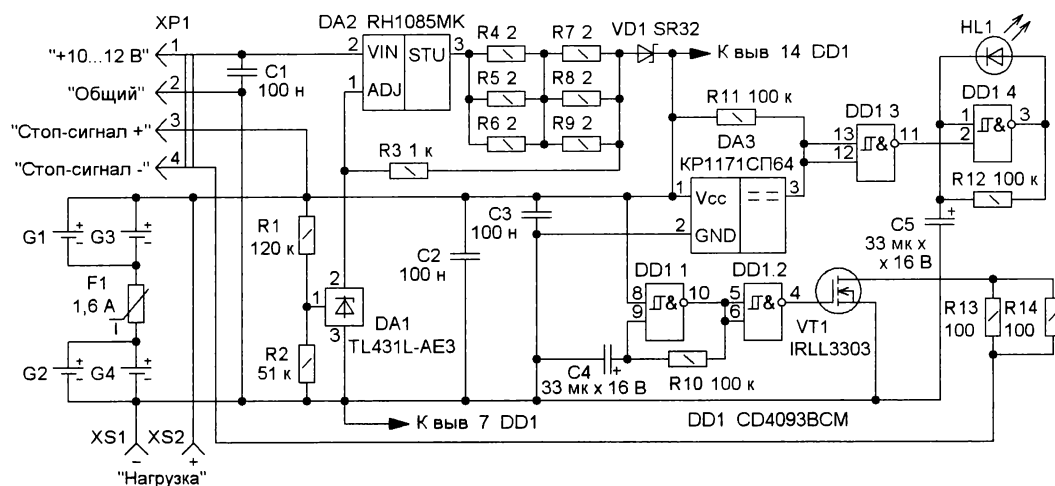 XP1
"+10...12 В" 1
"Общий" 2
"Стоп-сигнал +" 3
"Стоп-сигнал -" 4
C1
100 н
DA2 RH1085MK
2 VIN STU 3
1 ADJ
R4 2
R7 2
R5 2
R8 2
R6 2
R9 2
R3 1 к
VD1 SR32
К выв 14 DD1
R11 100 к
DA3
КР1171СП64
1 Vcc = = 3
2 GND
DD1 3
13 & 11
12
HL1
DD1 4
1 & 3
2
R12 100 к
C5
33 мк х
х 16 В
G1
G3
F1
1,6 А
I
G2
G4
R1
120 к
R2
51 к
2
1
3
DA1
TL431L-AE3
C2
100 н
C3
100 н
DD1 1
8 & 10
9
DD1.2
5 & 4
6
C4
33 мк х 16 В
R10 100 к
VT1
IRLL3303
R13
100
R14
100
К выв 7 DD1
DD1 CD4093BCM
XS1 XS2
− +
"Нагрузка"